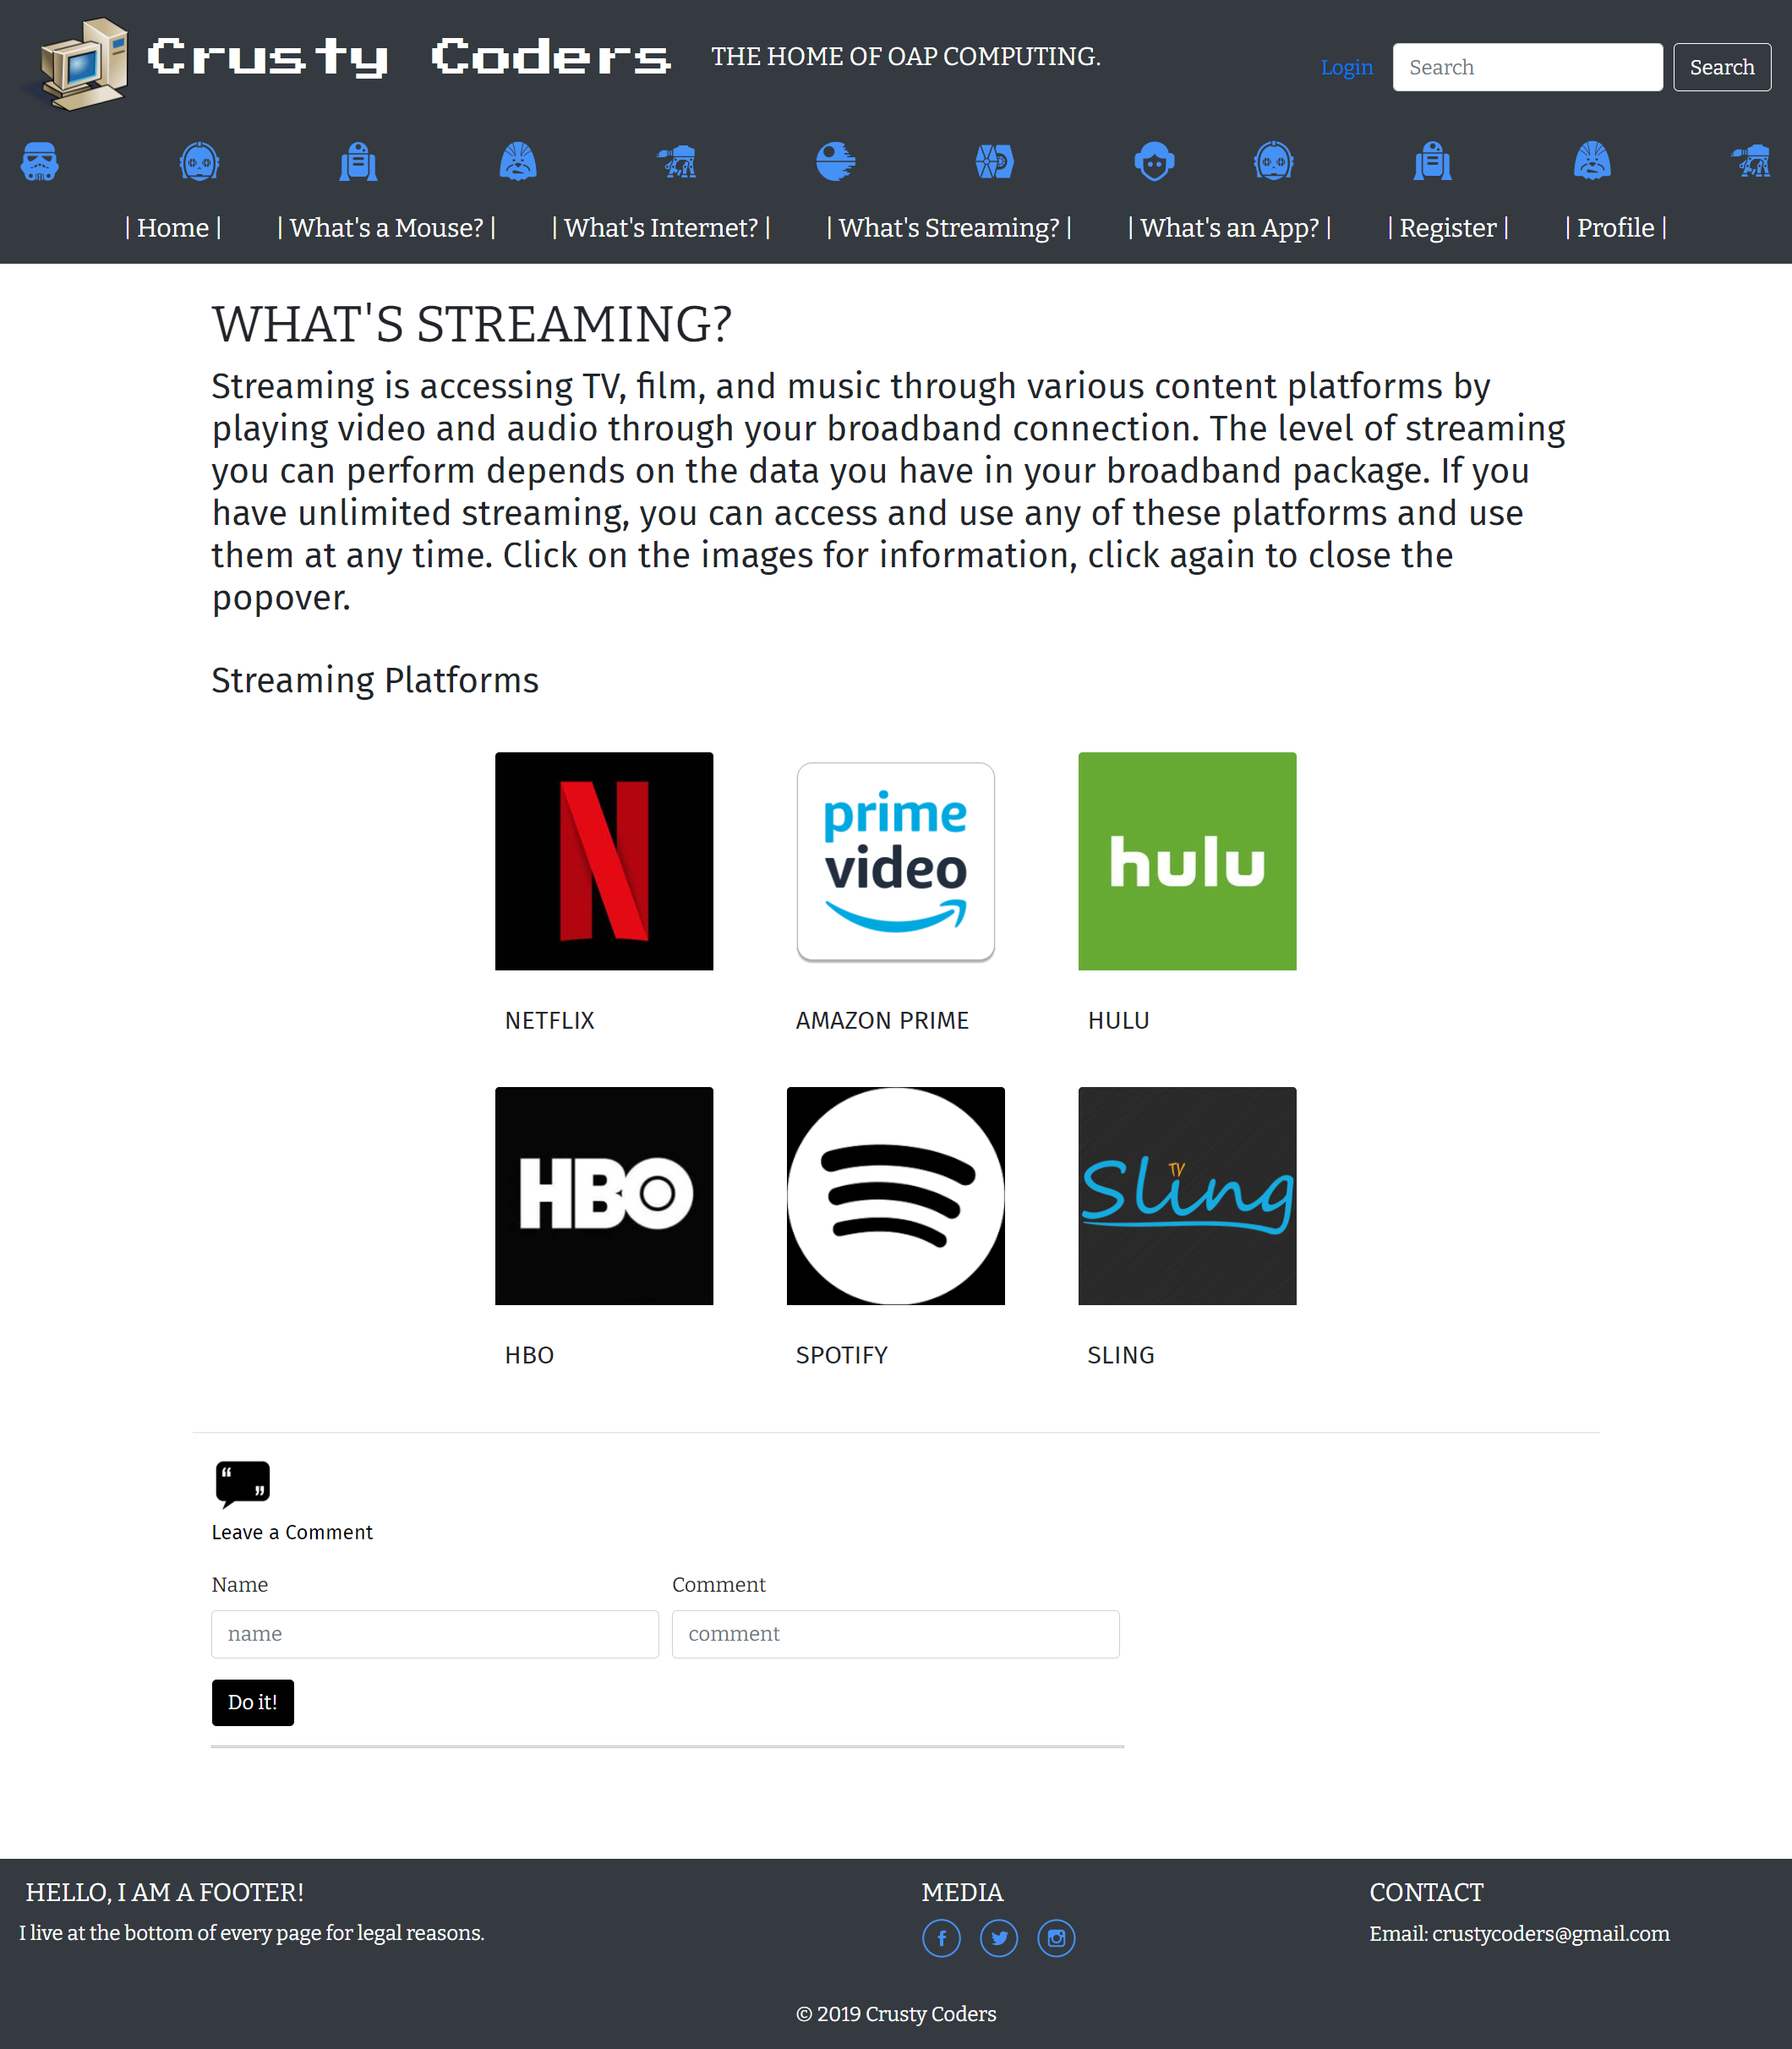 Crusty Coders
THE HOME OF OAP COMPUTING.
Login
Search
Search
| Home |
| What's a Mouse? |
| What's Internet? |
| What's Streaming? |
| What's an App? |
| Register |
| Profile |
WHAT'S STREAMING?
Streaming is accessing TV, film, and music through various content platforms by
playing video and audio through your broadband connection. The level of streaming
you can perform depends on the data you have in your broadband package. If you
have unlimited streaming, you can access and use any of these platforms and use
them at any time. Click on the images for information, click again to close the
popover.
Streaming Platforms
N
prime
video
hulu
NETFLIX
AMAZON PRIME
HULU
HBO
Sling
TV
HBO
SPOTIFY
SLING
Leave a Comment
Name
Comment
name
comment
Do it!
HELLO, I AM A FOOTER!
I live at the bottom of every page for legal reasons.
MEDIA
CONTACT
Email: crustycoders@gmail.com
© 2019 Crusty Coders